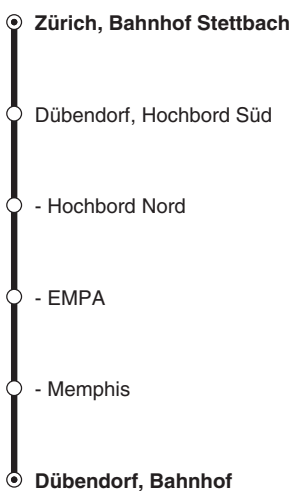 Zürich, Bahnhof Stettbach
Dübendorf, Hochbord Süd
- Hochbord Nord
- EMPA
- Memphis
Dübendorf, Bahnhof